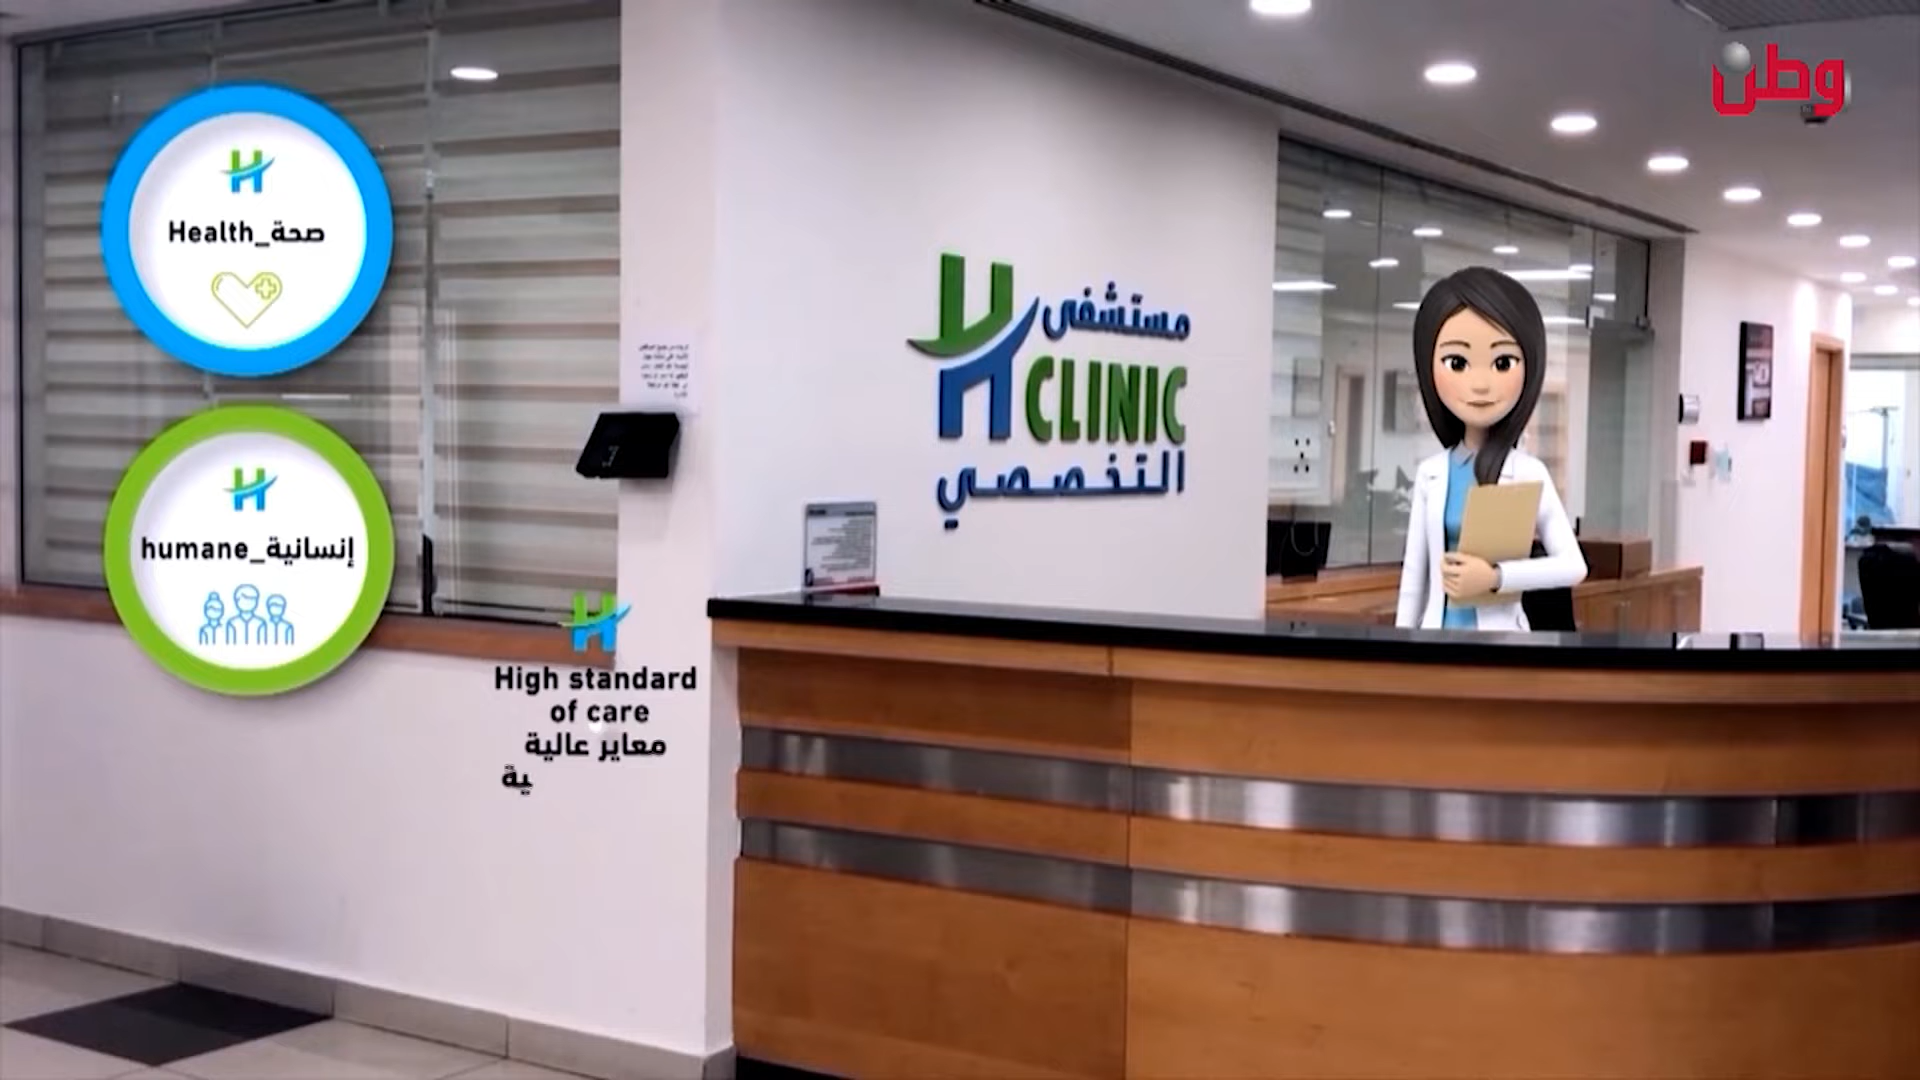 وطن
Health_صحة
إنسانية_humane
مستشفى
H CLINIC
التخصصي
High standard
of care
معاير عالية
ية